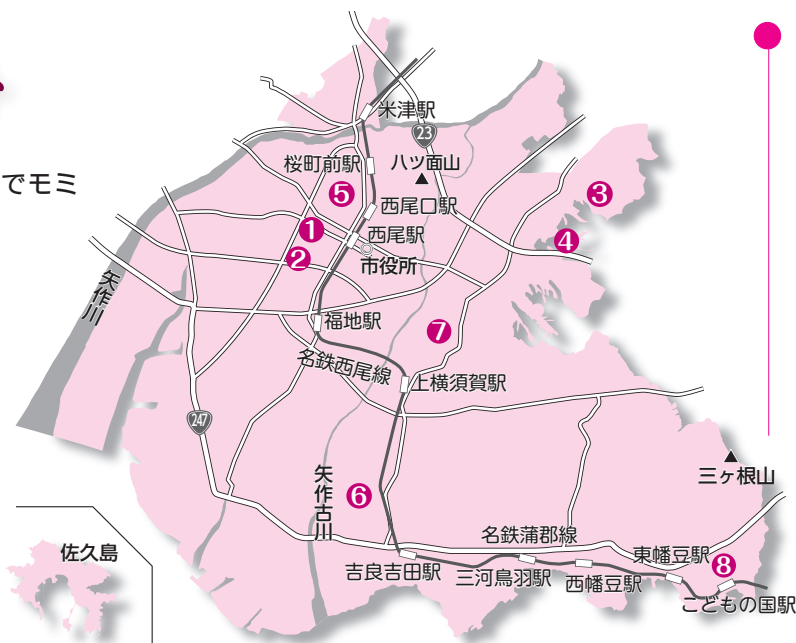 米津駅
23
でモミ
桜町前駅
八ツ面山
5
3
西尾口駅
1
西尾駅
4
2
市役所
矢作川
福地駅
7
名鉄西尾線
上横須賀駅
247
三ヶ根山
矢作古川
6
佐久島
名鉄蒲郡線
東幡豆駅
8
吉良吉田駅
三河鳥羽駅
西幡豆駅
こどもの国駅